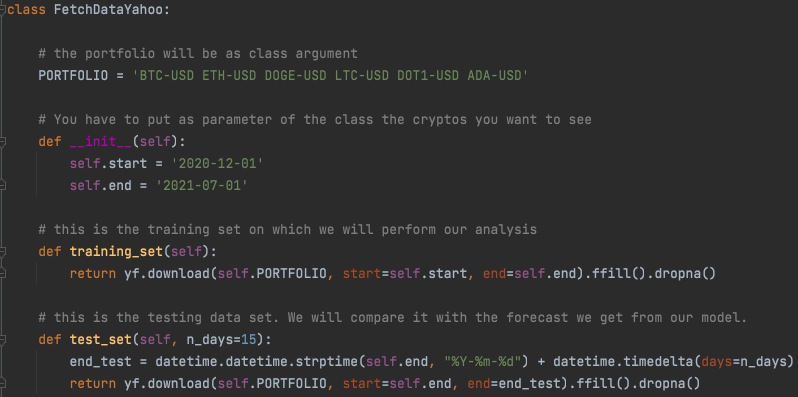 class FetchDataYahoo:
    # the portfolio will be as class argument
    PORTFOLIO = 'BTC-USD ETH-USD DOGE-USD LTC-USD DOT1-USD ADA-USD'
    # You have to put as parameter of the class the cryptos you want to see
    def __init__(self):
        self.start = '2020-12-01'
        self.end = '2021-07-01'
    # this is the training set on which we will perform our analysis
    def training_set(self):
        return yf.download(self.PORTFOLIO, start=self.start, end=self.end).ffill().dropna()
    # this is the testing data set. We will compare it with the forecast we get from our model.
    def test_set(self, n_days=15):
        end_test = datetime.datetime.strptime(self.end, "%Y-%m-%d") + datetime.timedelta(days=n_days)
        return yf.download(self.PORTFOLIO, start=self.end, end=end_test).ffill().dropna()